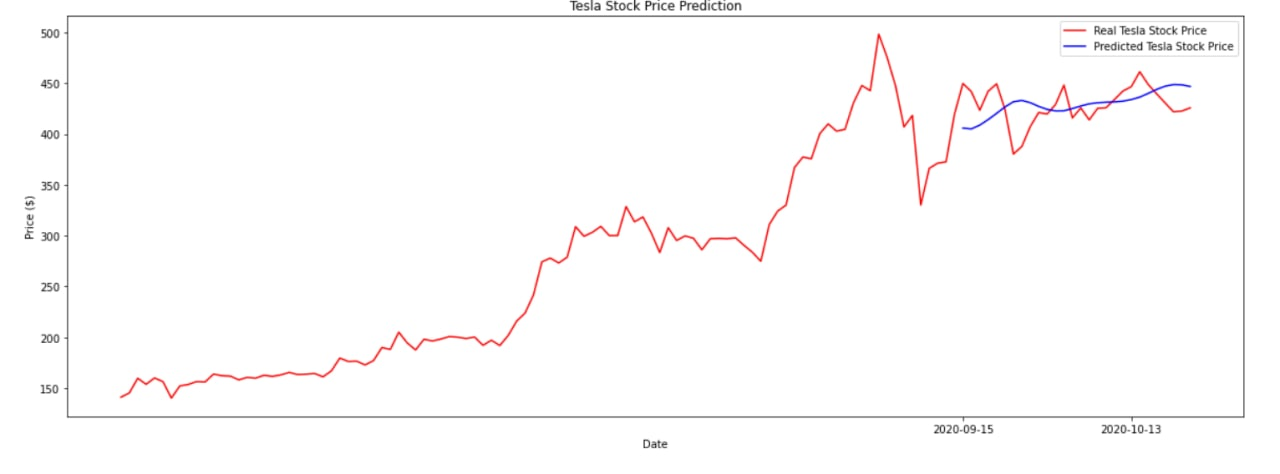 Tesla Stock Price Prediction
Real Tesla Stock Price
Predicted Tesla Stock Price
500
450
400
350
300
250
200
150
Price ($)
2020-09-15
2020-10-13
Date